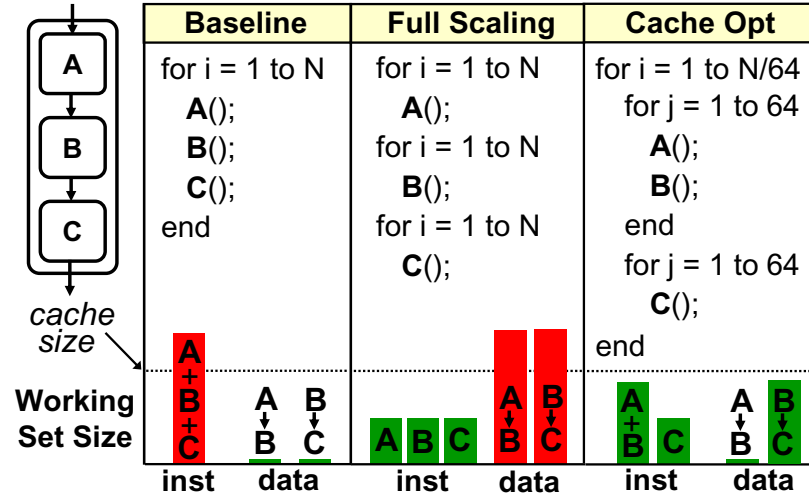 Baseline
Full Scaling
Cache Opt
A
B
C
for i = 1 to N
A();
B();
C();
end
for i = 1 to N
A();
for i = 1 to N
B();
for i = 1 to N
C();
for i = 1 to N/64
for j = 1 to 64
A();
B();
end
for j = 1 to 64
C();
end
cache
size
Working
Set Size
A
+
B
+
C
A
B
B
C
A B C
A
B
B
C
A
+
B
C
A
B
B
C
inst data
inst data
inst data